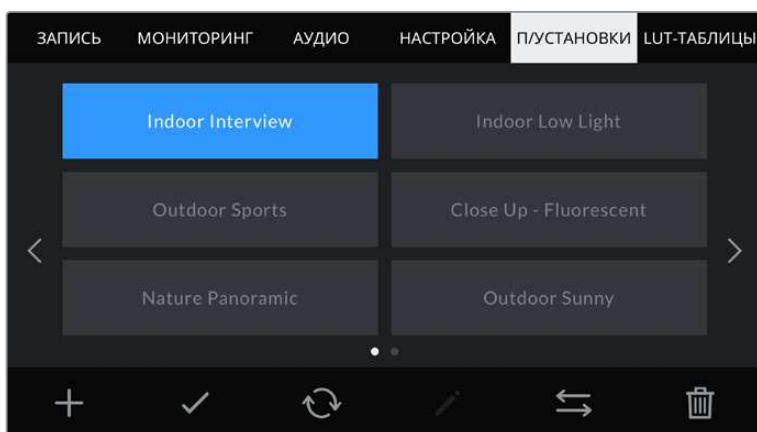 ЗАПИСЬ МОНИТОРИНГ АУДИО НАСТРОЙКА П/УСТАНОВКИ LUT-ТАБЛИЦЫ
Indoor Interview Indoor Low Light
Outdoor Sports Close Up - Fluorescent
Nature Panoramic Outdoor Sunny